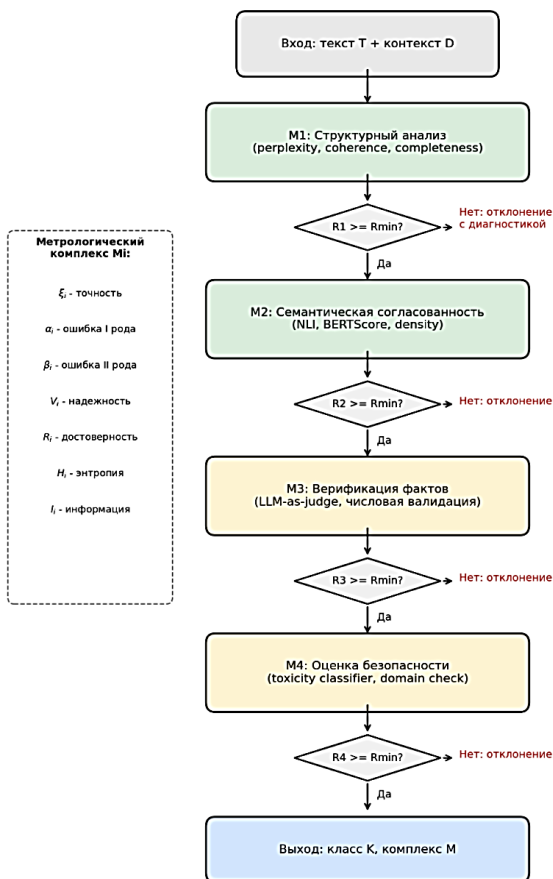 Вход: текст T + контекст D
M1: Структурный анализ
(perplexity, coherence, completeness)
R1 >= Rmin?
Нет: отклонение
с диагностикой
Да
Метрологический
комплекс Mi:
ξᵢ - точность
αᵢ - ошибка I рода
βᵢ - ошибка II рода
Vᵢ - надежность
Rᵢ - достоверность
Hᵢ - энтропия
Iᵢ - информация
M2: Семантическая согласованность
(NLI, BERTScore, density)
R2 >= Rmin?
Нет: отклонение
Да
M3: Верификация фактов
(LLM-as-judge, числовая валидация)
R3 >= Rmin?
Нет: отклонение
Да
M4: Оценка безопасности
(toxicity classifier, domain check)
R4 >= Rmin?
Нет: отклонение
Да
Выход: класс K, комплекс M